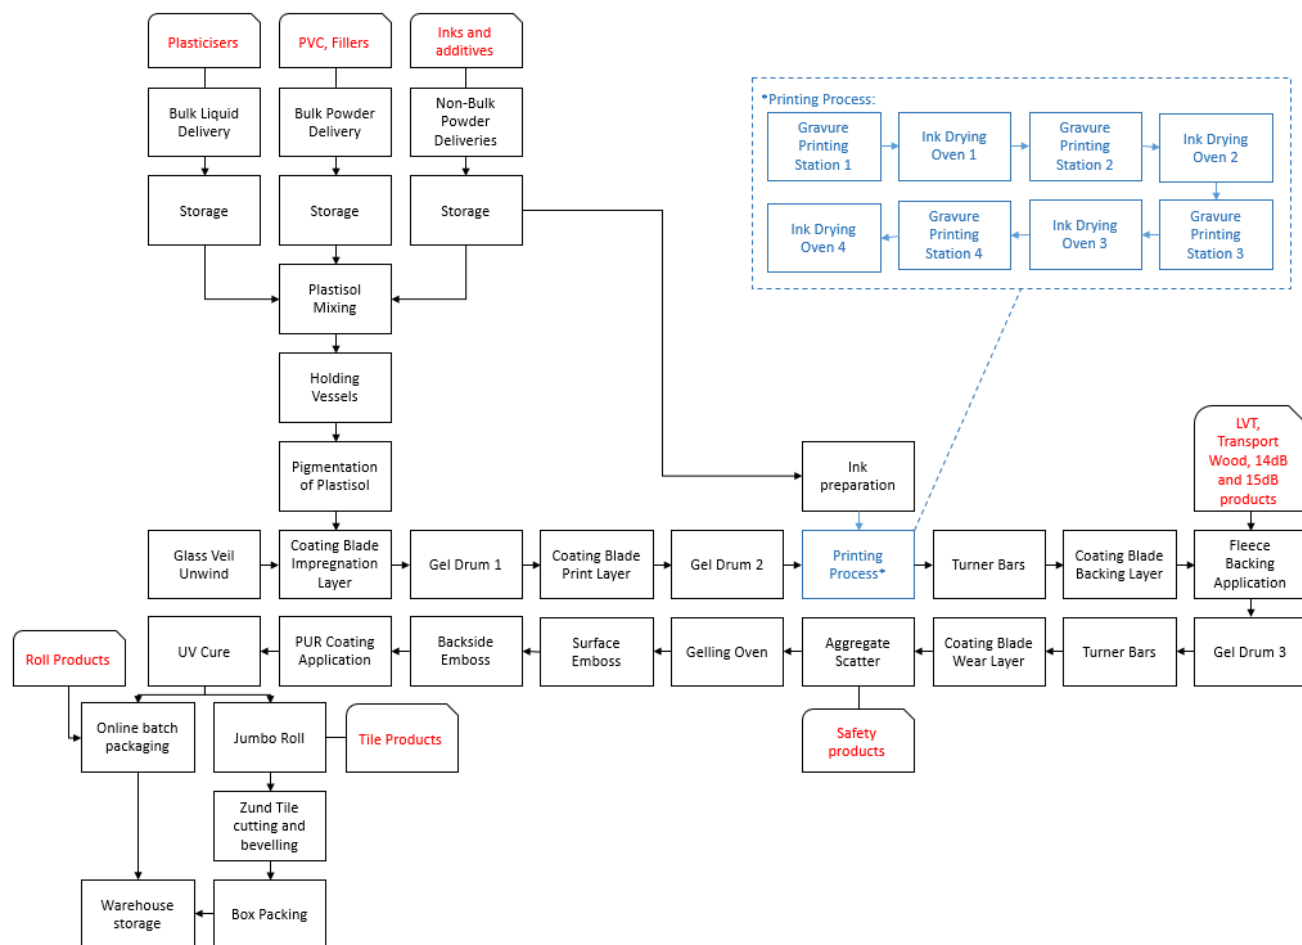 Plasticisers
PVC, Fillers
Inks and
additives
Bulk Liquid
Delivery
Bulk Powder
Delivery
Non-Bulk
Powder
Deliveries
*Printing Process:
Gravure
Printing
Station 1
Ink Drying
Oven 1
Gravure
Printing
Station 2
Ink Drying
Oven 2
Storage
Storage
Storage
Ink Drying
Oven 4
Gravure
Printing
Station 4
Ink Drying
Oven 3
Gravure
Printing
Station 3
Plastisol
Mixing
Holding
Vessels
Pigmentation
of Plastisol
Ink
preparation
LVT,
Transport
Wood, 14dB
and 15dB
products
Glass Veil
Unwind
Coating Blade
Impregnation
Layer
Gel Drum 1
Coating Blade
Print Layer
Gel Drum 2
Printing
Process*
Turner Bars
Coating Blade
Backing Layer
Fleece
Backing
Application
Roll Products
UV Cure
PUR Coating
Application
Backside
Emboss
Surface
Emboss
Gelling Oven
Aggregate
Scatter
Coating Blade
Wear Layer
Turner Bars
Gel Drum 3
Online batch
packaging
Jumbo Roll
Tile Products
Safety
products
Zund Tile
cutting and
bevelling
Warehouse
storage
Box Packing